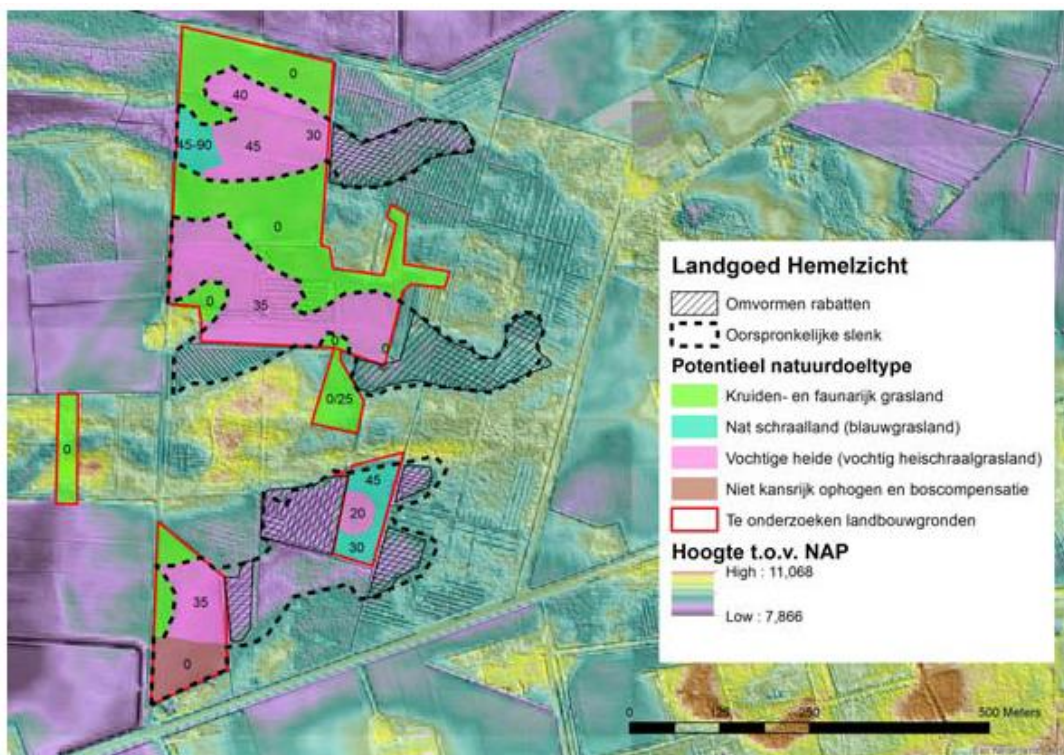 0
40
30
45-90
45
0
0
35
0
0
0/25
0
45
20
30
35
0
Landgoed Hemelzicht
Omvormen rabatten
Oorspronkelijke slenk
Potentieel natuurdoeltype
Kruiden- en faunarijk grasland
Nat schraalland (blauwgrasland)
Vochtige heide (vochtig heischraalgrasland)
Niet kansrijk ophogen en boscompensatie
Te onderzoeken landbouwgronden
Hoogte t.o.v. NAP
High : 11,068
Low : 7,866
0 125 250 500 Meters